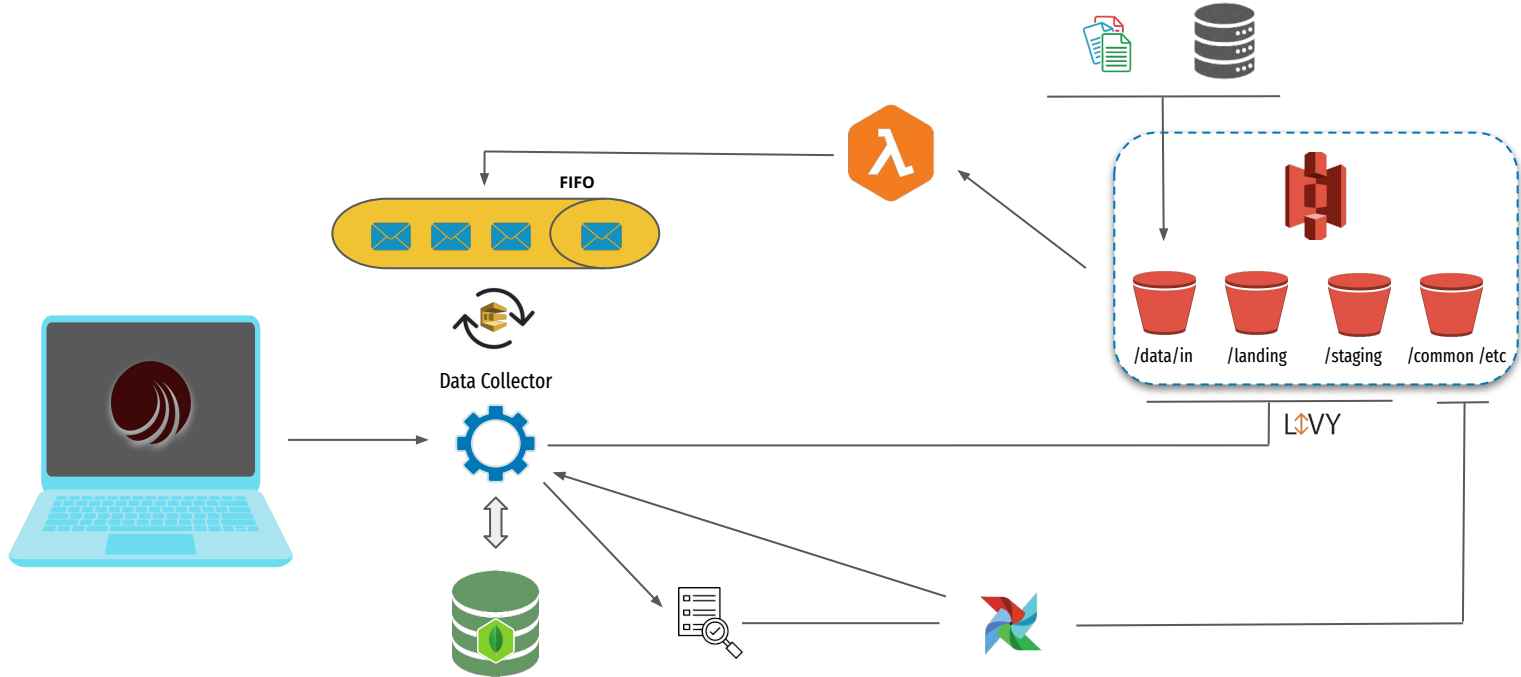 FIFO
Data Collector
/data/in
/landing
/staging
/common /etc
LIVY